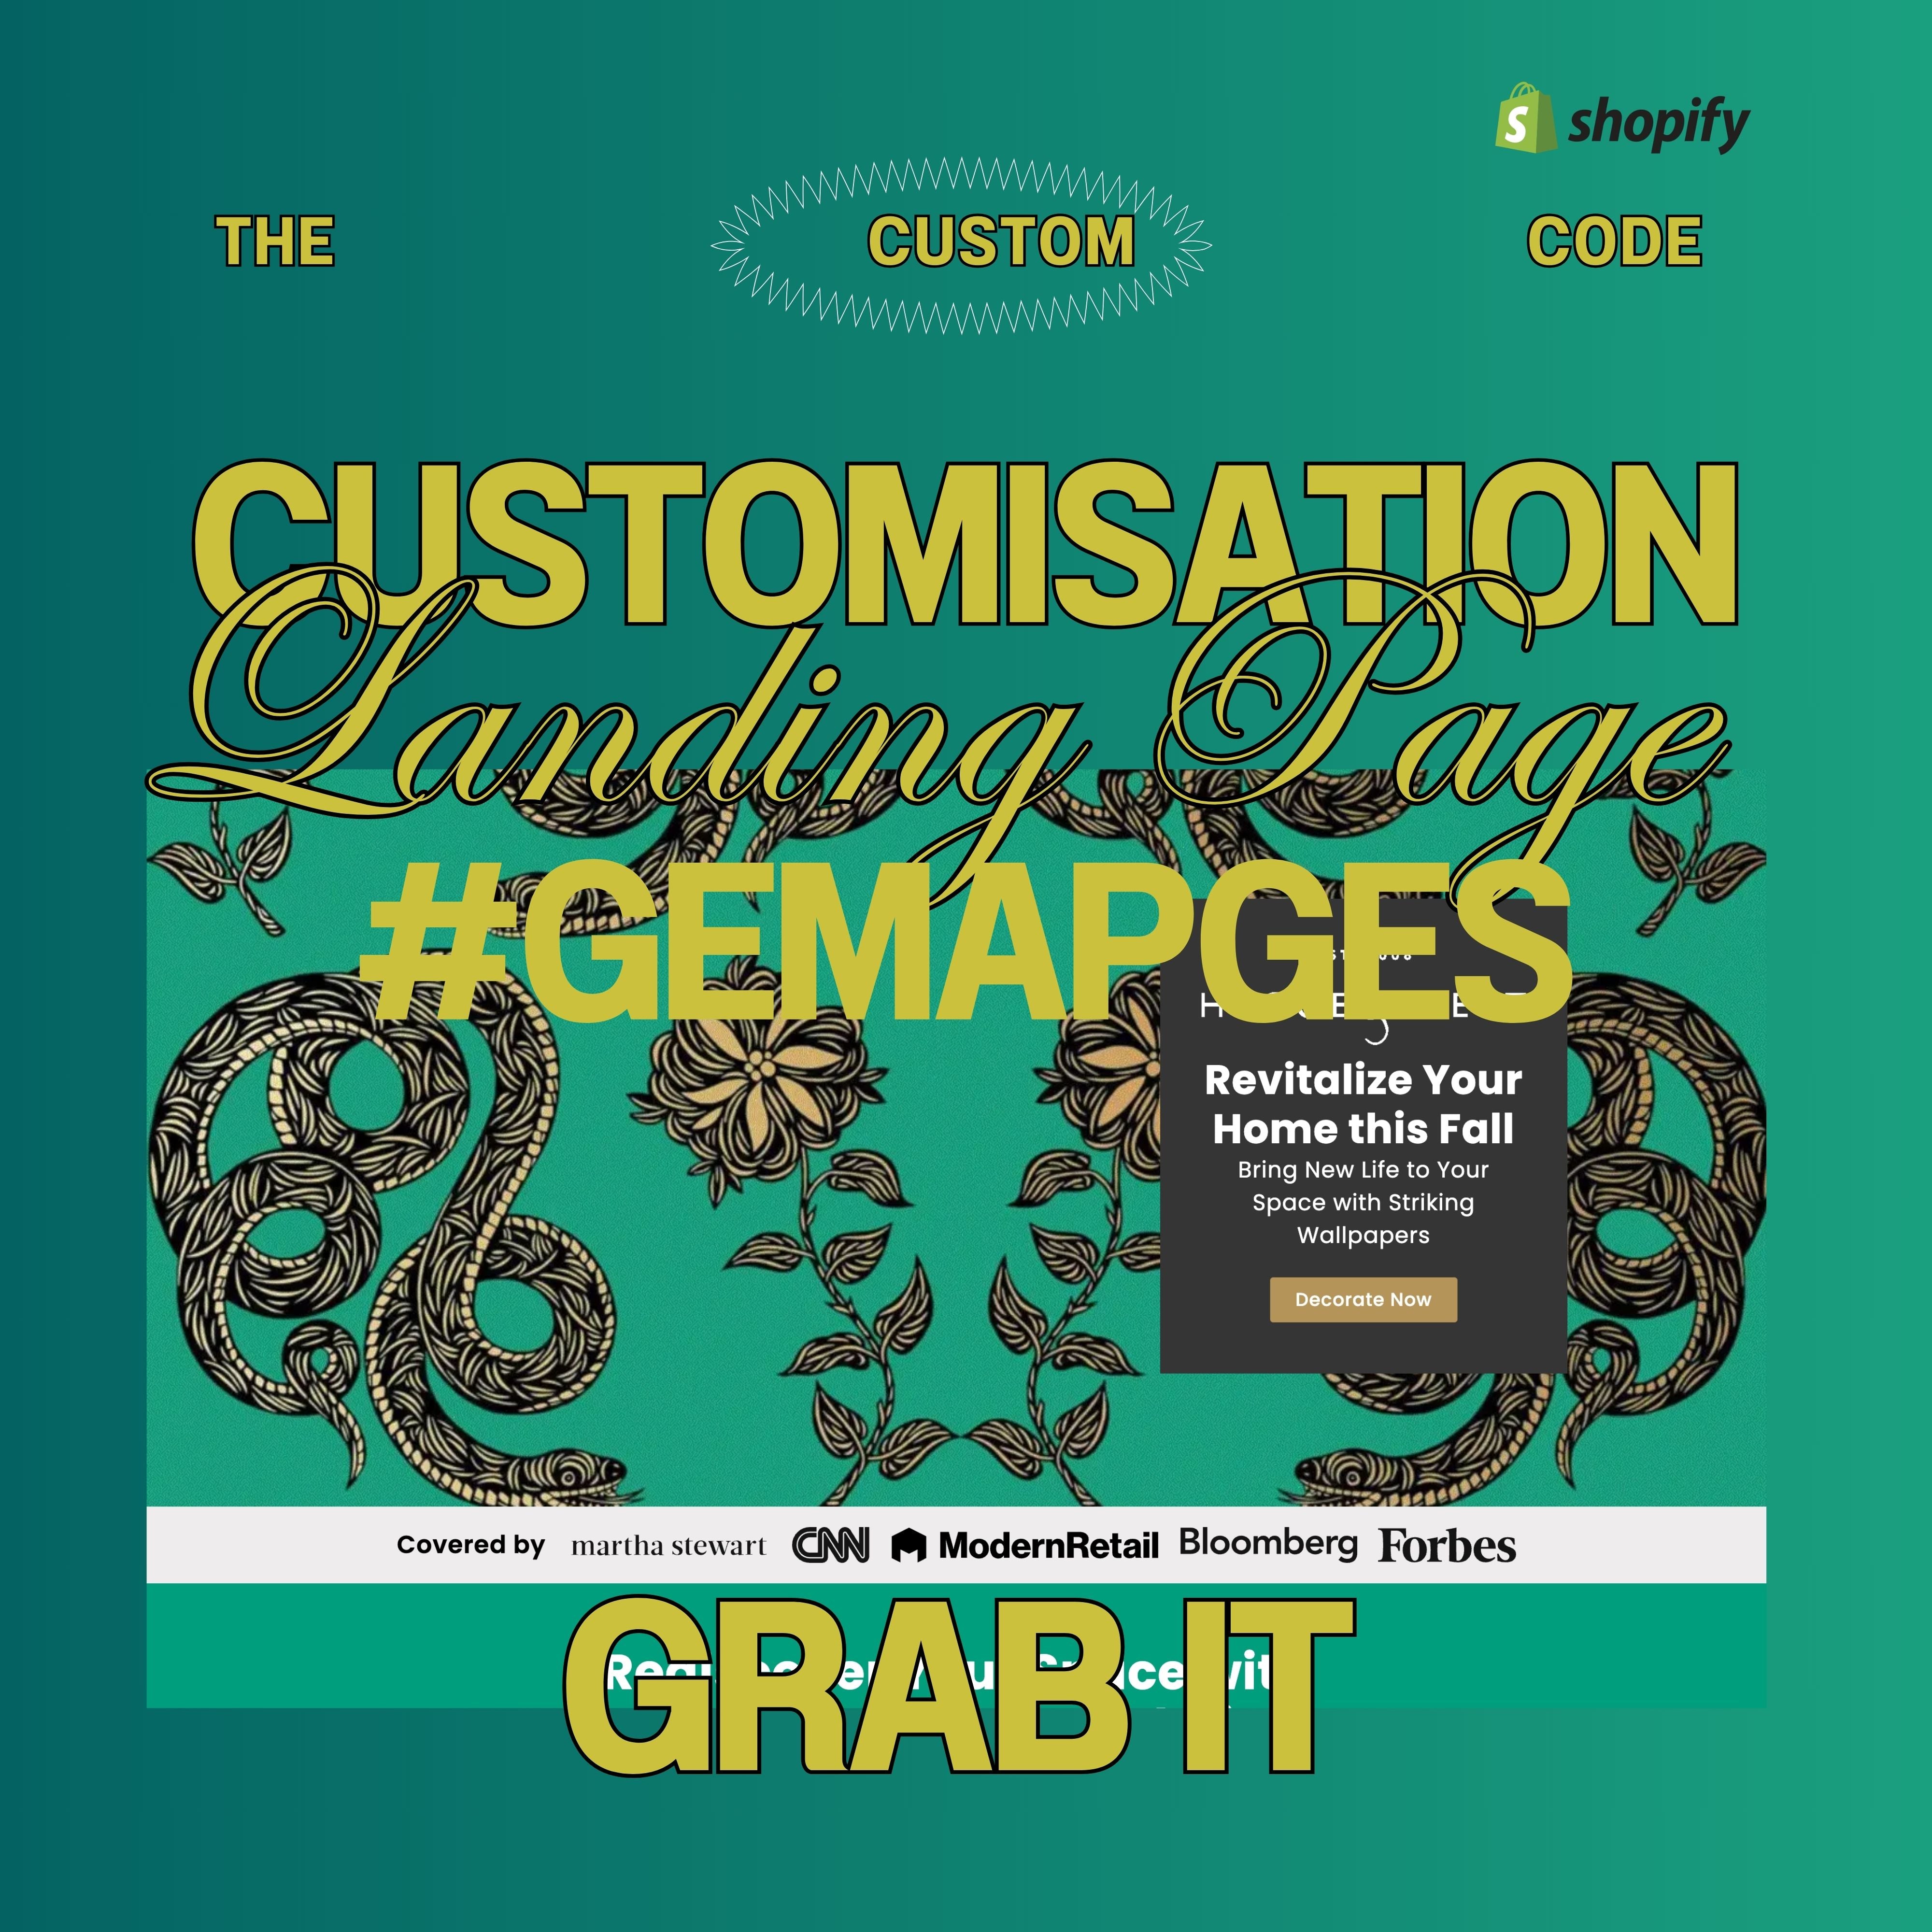 shopify
THE CUSTOM CODE
CUSTOMISATION
Landing Page
#GEMAPGES
Revitalize Your
Home this Fall
Bring New Life to Your
Space with Striking
Wallpapers
Decorate Now
Covered by martha stewart CNN ModernRetail Bloomberg Forbes
GRAB IT